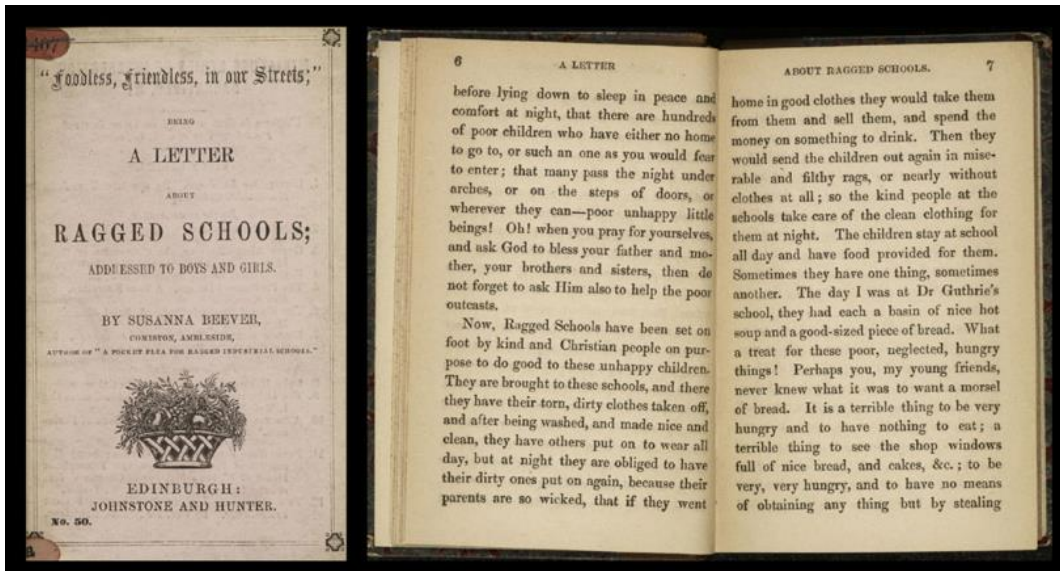 467
"Foodless, Friendless, in our Streets;"
BEING
A LETTER
ABOUT
RAGGED SCHOOLS;
ADDRESSED TO BOYS AND GIRLS.
BY SUSANNA BEEVER,
CONISTON, AMBLESIDE,
AUTHOR OF "A POCKET PLEA FOR RAGGED INDUSTRIAL SCHOOLS."
EDINBURGH:
JOHNSTONE AND HUNTER.
No. 50.
6
A LETTER
before lying down to sleep in peace and
comfort at night, that there are hundreds
of poor children who have either no home
to go to, or such an one as you would fear
to enter; that many pass the night under
arches, or on the steps of doors, or
wherever they can—poor unhappy little
beings! Oh! when you pray for yourselves,
and ask God to bless your father and mo-
ther, your brothers and sisters, then do
not forget to ask Him also to help the poor
outcasts.
Now, Ragged Schools have been set on
foot by kind and Christian people on pur-
pose to do good to these unhappy children.
They are brought to these schools, and there
they have their torn, dirty clothes taken off,
and after being washed, and made nice and
clean, they have others put on to wear all
day, but at night they are obliged to have
their dirty ones put on again, because their
parents are so wicked, that if they went
ABOUT RAGGED SCHOOLS.
7
home in good clothes they would take them
from them and sell them, and spend the
money on something to drink. Then they
would send the children out again in mise-
rable and filthy rags, or nearly without
clothes at all; so the kind people at the
schools take care of the clean clothing for
them at night. The children stay at school
all day and have food provided for them.
Sometimes they have one thing, sometimes
another. The day I was at Dr Guthrie's
school, they had each a basin of nice hot
soup and a good-sized piece of bread. What
a treat for these poor, neglected, hungry
things! Perhaps you, my young friends,
never knew what it was to want a morsel
of bread. It is a terrible thing to be very
hungry and to have nothing to eat; a
terrible thing to see the shop windows
full of nice bread, and cakes, &c.; to be
very, very hungry, and to have no means
of obtaining any thing but by stealing